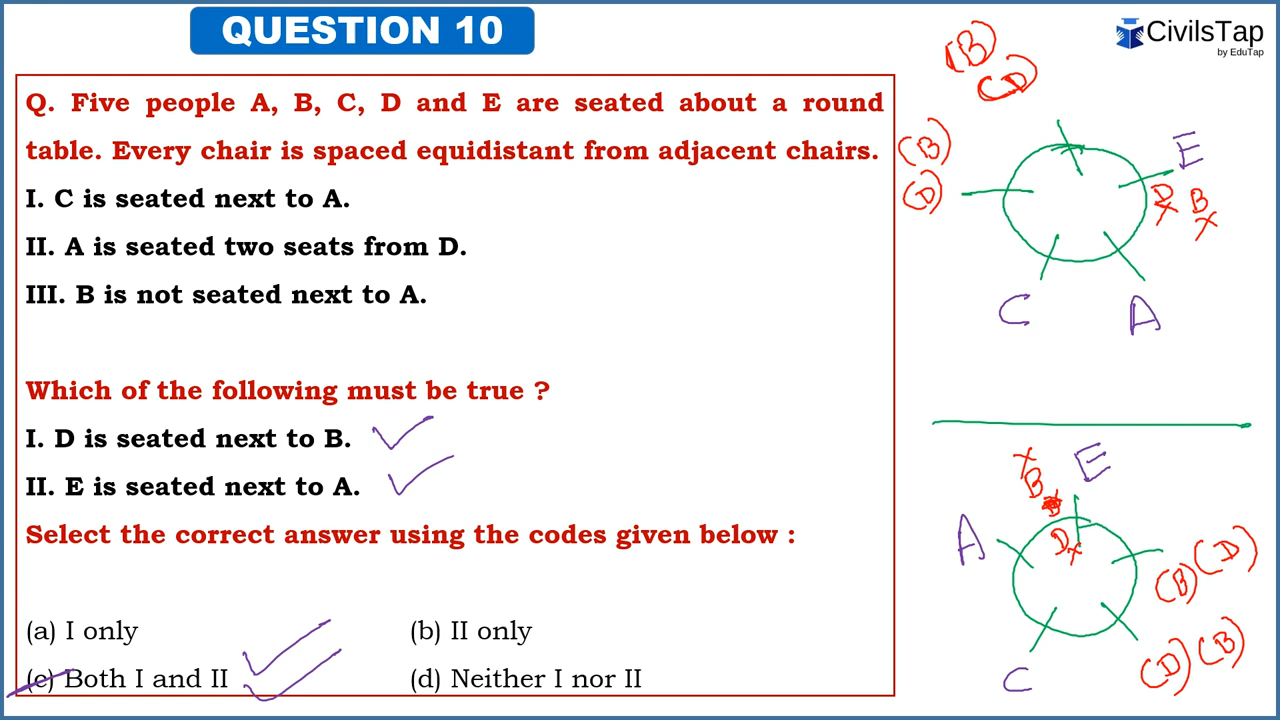 QUESTION 10
CivilsTap
by EduTap
Q. Five people A, B, C, D and E are seated about a round
table. Every chair is spaced equidistant from adjacent chairs.
I. C is seated next to A.
II. A is seated two seats from D.
III. B is not seated next to A.
Which of the following must be true ?
I. D is seated next to B.
II. E is seated next to A.
Select the correct answer using the codes given below :
(a) I only (b) II only
(c) Both I and II (d) Neither I nor II
(B)
(D)
(B)
E
(D)
D B
x x
C A
x
E
B
A
D x
(B) (D)
(D) (B)
C